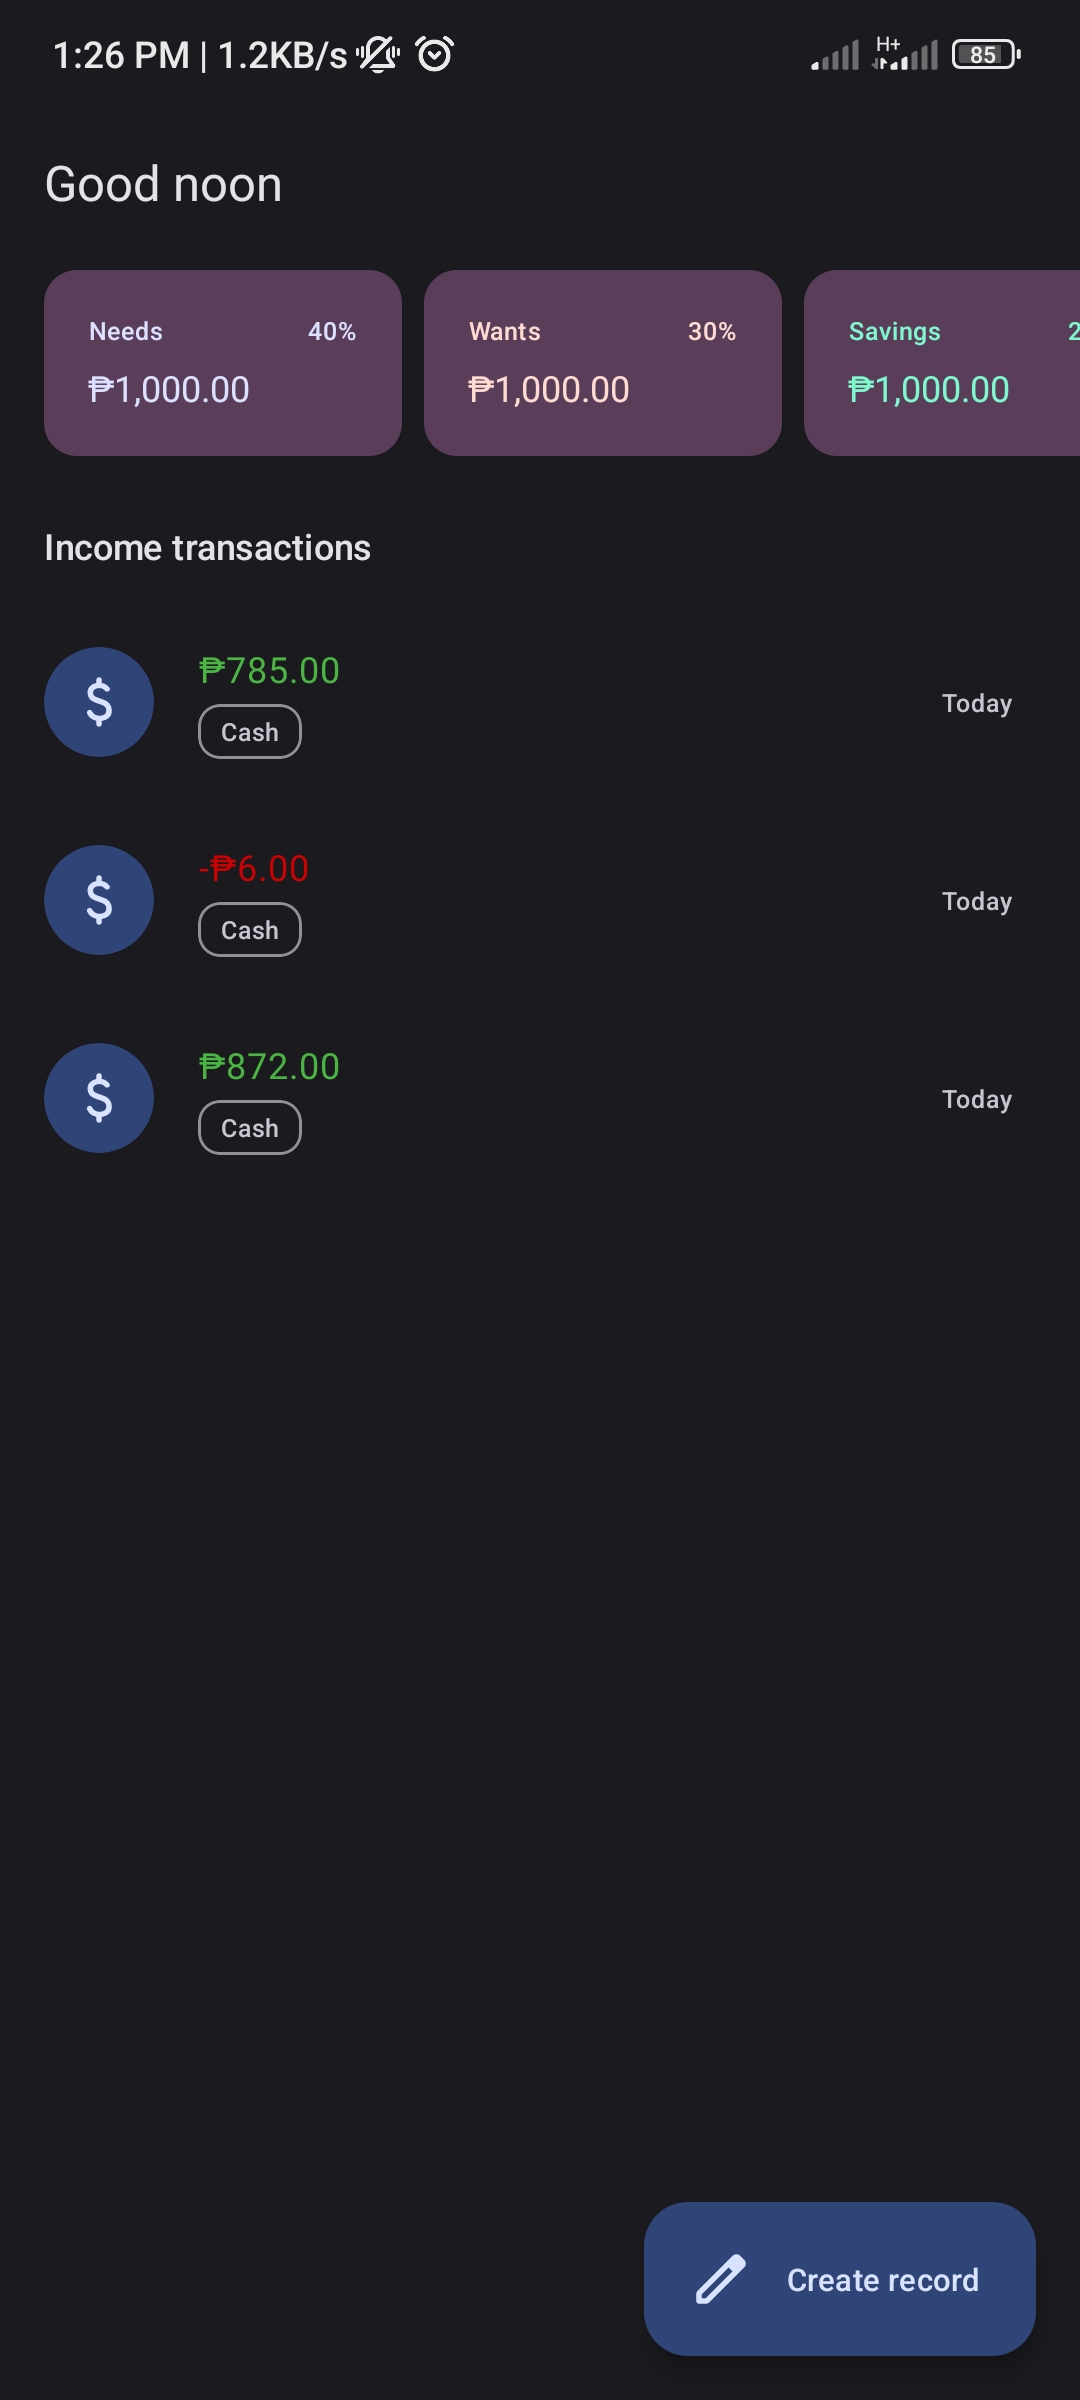 1:26 PM | 1.2KB/s H+ 85
Good noon
Needs 40%
₱1,000.00
Wants 30%
₱1,000.00
Savings
₱1,000.00
Income transactions
₱785.00
Cash
Today
-₱6.00
Cash
Today
₱872.00
Cash
Today
Create record